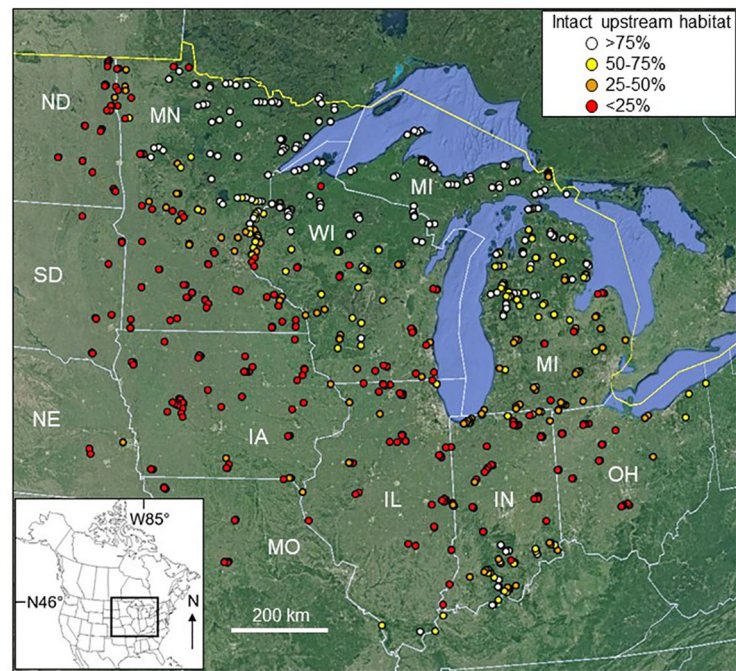 Intact upstream habitat
>75%
50-75%
25-50%
<25%
ND
MN
MI
WI
SD
MI
NE
IA
IL
IN
OH
MO
W85°
N46°
N
200 km